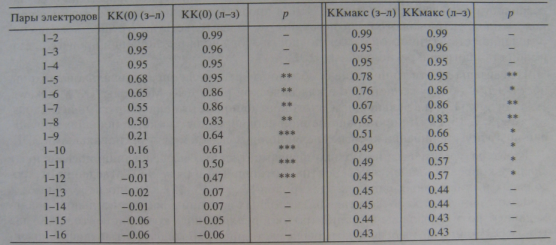 Пары электродов КК(0) (з–л) КК(0) (л–з) p ККмакс (з–л) ККмакс (л–з) p
1–2 0.99 0.99 – 0.99 0.99 –
1–3 0.95 0.96 – 0.95 0.96 –
1–4 0.95 0.95 – 0.95 0.95 –
1–5 0.68 0.95 ** 0.78 0.95 **
1–6 0.65 0.86 ** 0.76 0.86 *
1–7 0.55 0.86 ** 0.67 0.86 **
1–8 0.50 0.83 ** 0.65 0.83 **
1–9 0.21 0.64 *** 0.51 0.66 *
1–10 0.16 0.61 *** 0.49 0.65 *
1–11 0.13 0.50 *** 0.49 0.57 *
1–12 –0.01 0.47 *** 0.45 0.57 *
1–13 –0.02 0.07 – 0.45 0.44 –
1–14 –0.01 0.07 – 0.45 0.44 –
1–15 –0.06 –0.05 – 0.44 0.43 –
1–16 –0.06 –0.06 – 0.43 0.43 –